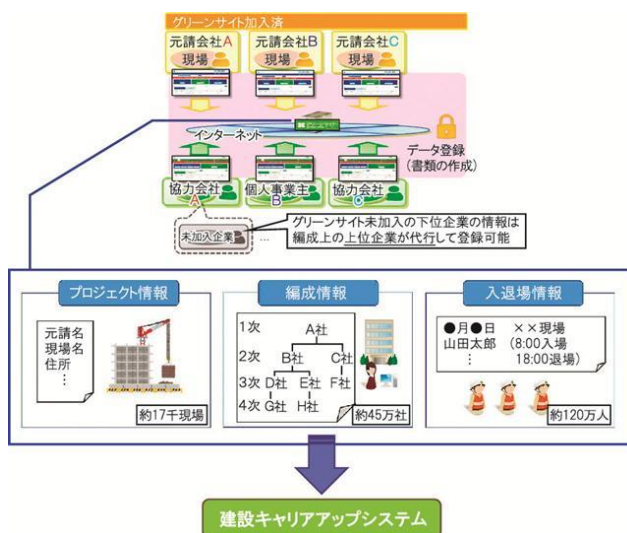 グリーンサイト加入済
元請会社A
現場
元請会社B
現場
元請会社C
現場
インターネット
データ登録
(書類の作成)
協力会社
A
個人事業主
B
協力会社
C
未加入企業
…
グリーンサイト未加入の下位企業の情報は
編成上の上位企業が代行して登録可能
プロジェクト情報
元請名
現場名
住所
⋮
約17千現場
編成情報
1次 A社
2次 B社 C社
3次 D社 E社 F社
4次 G社 H社
約45万社
入退場情報
●月●日 ××現場
山田太郎 (8:00入場
⋮ 18:00退場)
約120万人
建設キャリアアップシステム